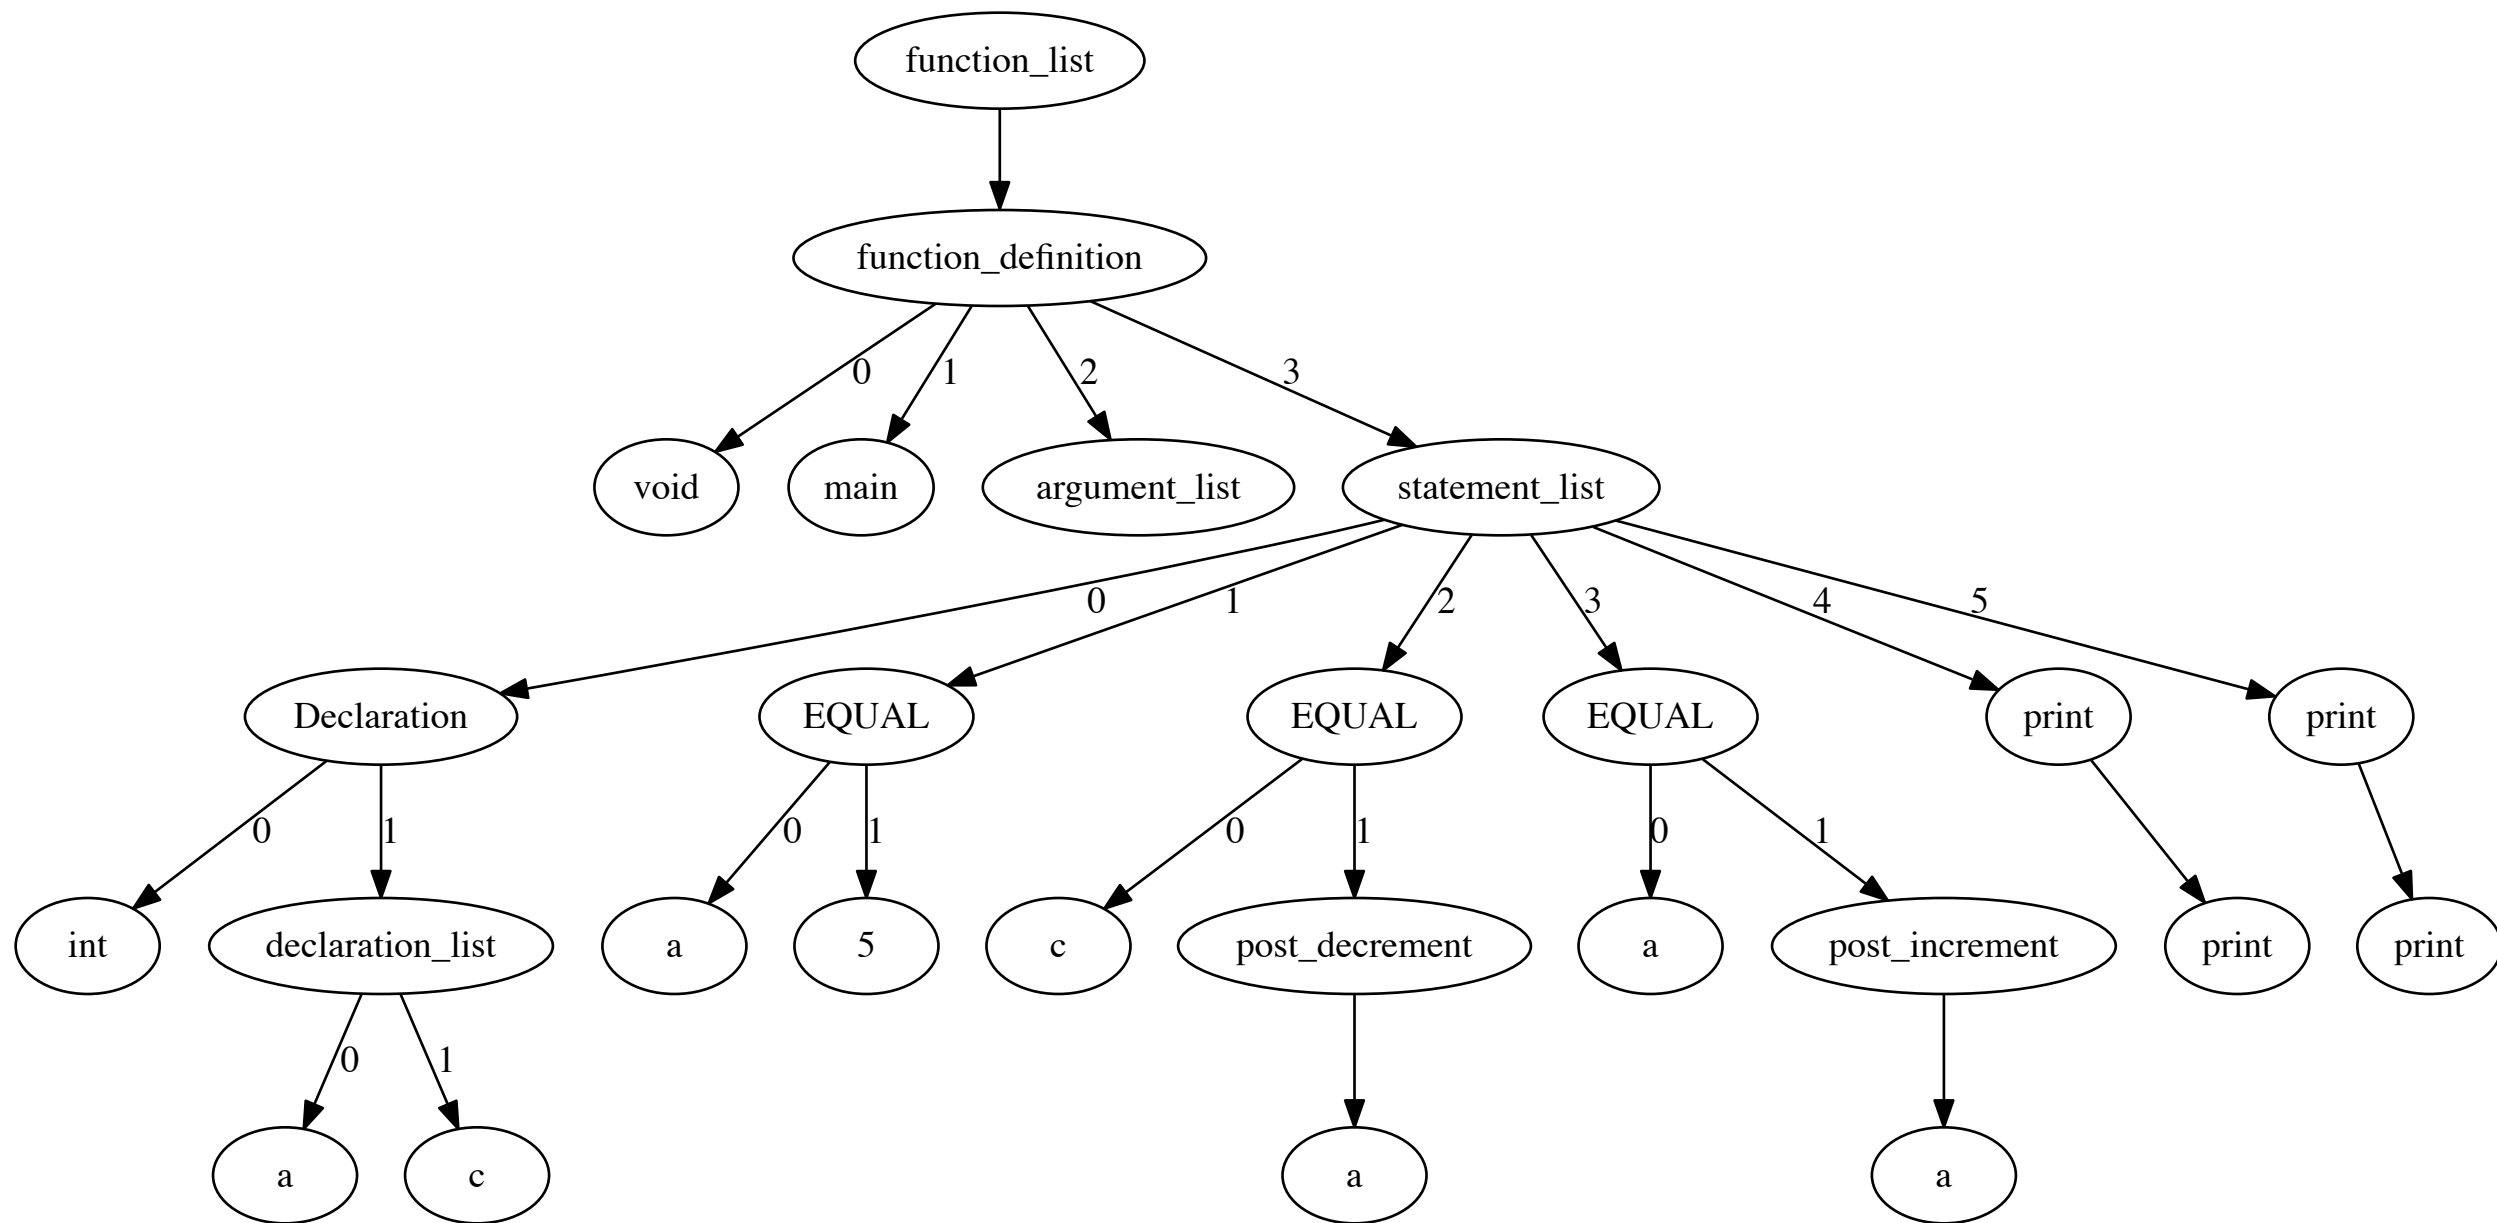 function_list
function_definition
0 1 2 3
void main argument_list statement_list
0 1 2 3 4 5
Declaration EQUAL EQUAL EQUAL print print
0 1 0 1 0 1 0 1
int declaration_list a 5 c post_decrement a post_increment print print
0 1
a c a a